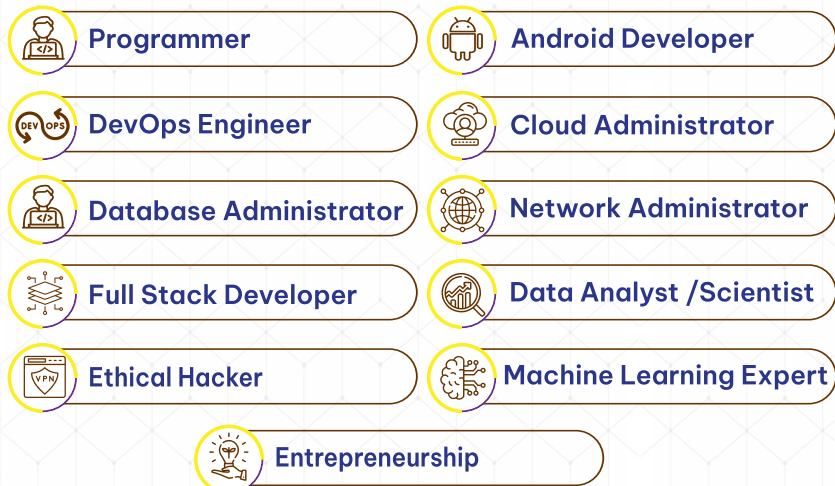 Programmer
Android Developer
DEV OPS
DevOps Engineer
Cloud Administrator
Database Administrator
Network Administrator
Full Stack Developer
Data Analyst /Scientist
VPN
Ethical Hacker
Machine Learning Expert
Entrepreneurship